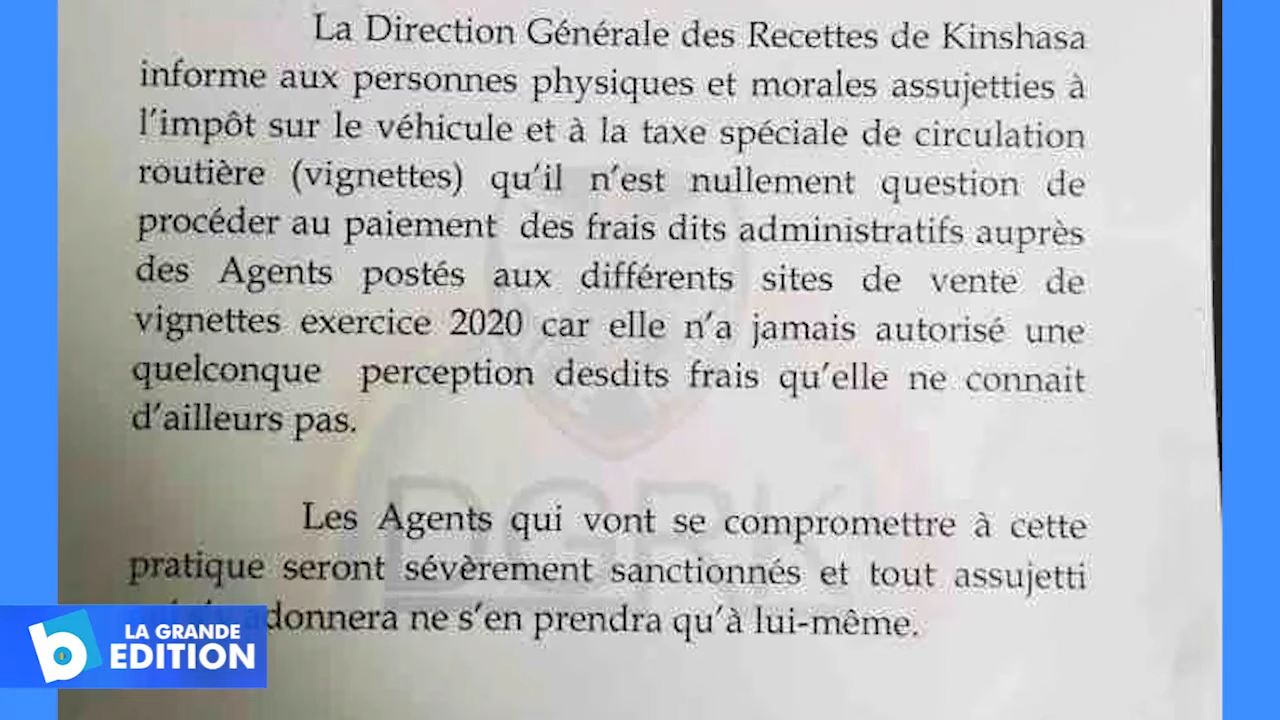 La Direction Générale des Recettes de Kinshasa
informe aux personnes physiques et morales assujetties à
l'impôt sur le véhicule et à la taxe spéciale de circulation
routière (vignettes) qu'il n'est nullement question de
procéder au paiement des frais dits administratifs auprès
des Agents postés aux différents sites de vente de
vignettes exercice 2020 car elle n'a jamais autorisé une
quelconque perception desdits frais qu'elle ne connait
d'ailleurs pas.
Les Agents qui vont se compromettre à cette
pratique seront sévèrement sanctionnés et tout assujetti
adonnera ne s'en prendra qu'à lui-même.
DGRK
b LA GRANDE
EDITION